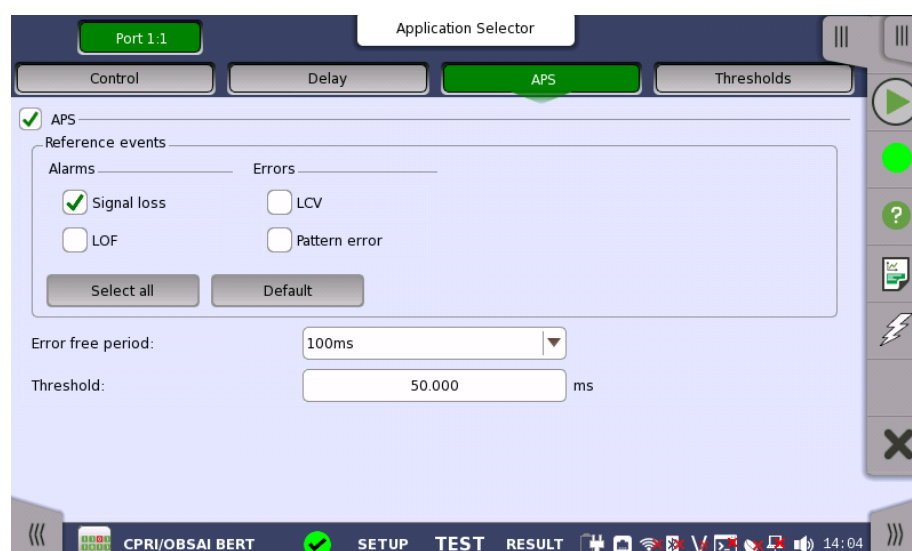 Application Selector
Port 1:1
Control Delay APS Thresholds
APS
Reference events
Alarms Errors
Signal loss LCV
LOF Pattern error
Select all Default
Error free period: 100ms
Threshold: 50.000 ms
CPRI/OBSAI BERT SETUP TEST RESULT 14:04